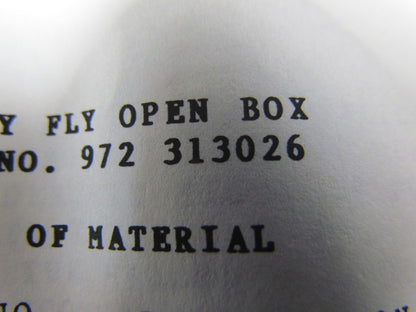 Y FLY OPEN BOX
NO. 972 313026
OF MATERIAL